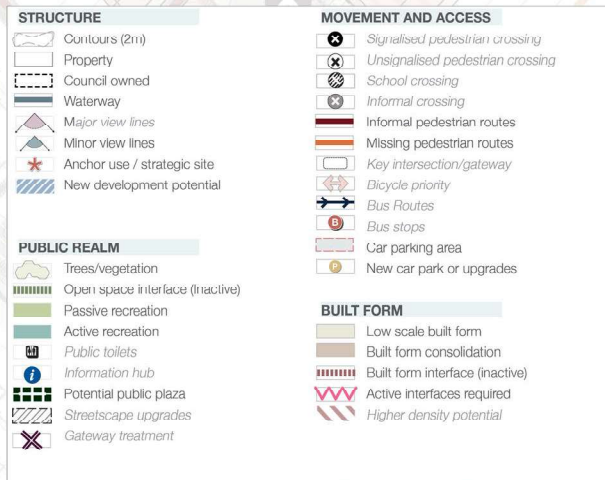 STRUCTURE
Contours (2m)
Property
Council owned
Waterway
Major view lines
Minor view lines
Anchor use / strategic site
New development potential
PUBLIC REALM
Trees/vegetation
Open space interface (Inactive)
Passive recreation
Active recreation
Public toilets
i
Information hub
Potential public plaza
Streetscape upgrades
Gateway treatment
MOVEMENT AND ACCESS
Signalised pedestrian crossing
Unsignalised pedestrian crossing
School crossing
Informal crossing
Informal pedestrian routes
Missing pedestrian routes
Key intersection/gateway
Bicycle priority
Bus Routes
B
Bus stops
Car parking area
P
New car park or upgrades
BUILT FORM
Low scale built form
Built form consolidation
Built form interface (inactive)
Active interfaces required
Higher density potential